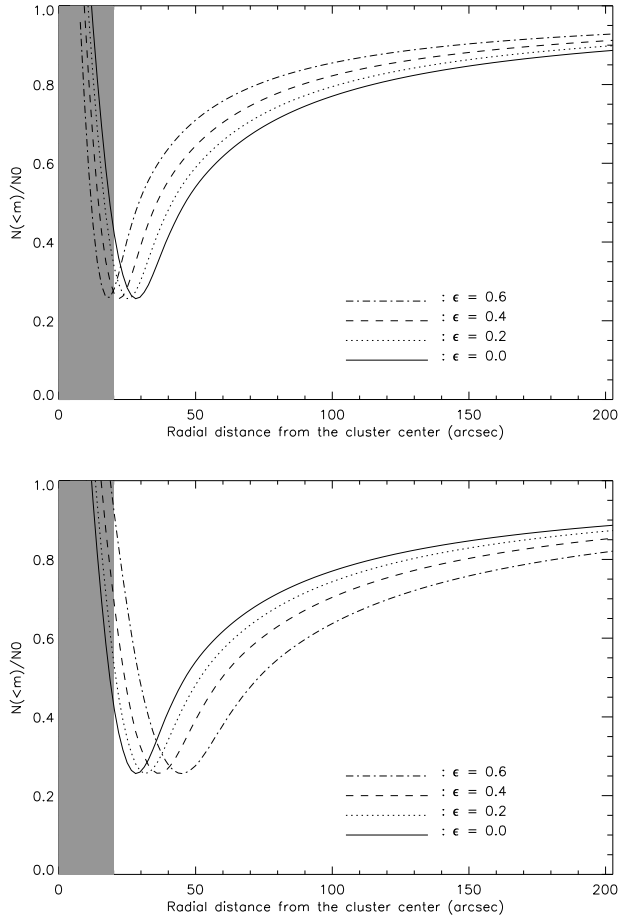 1.0
0.8
0.6
0.4
0.2
0.0
N(<m)/N0
: ϵ = 0.6
: ϵ = 0.4
: ϵ = 0.2
: ϵ = 0.0
0 50 100 150 200
Radial distance from the cluster center (arcsec)
1.0
0.8
0.6
0.4
0.2
0.0
N(<m)/N0
: ϵ = 0.6
: ϵ = 0.4
: ϵ = 0.2
: ϵ = 0.0
0 50 100 150 200
Radial distance from the cluster center (arcsec)